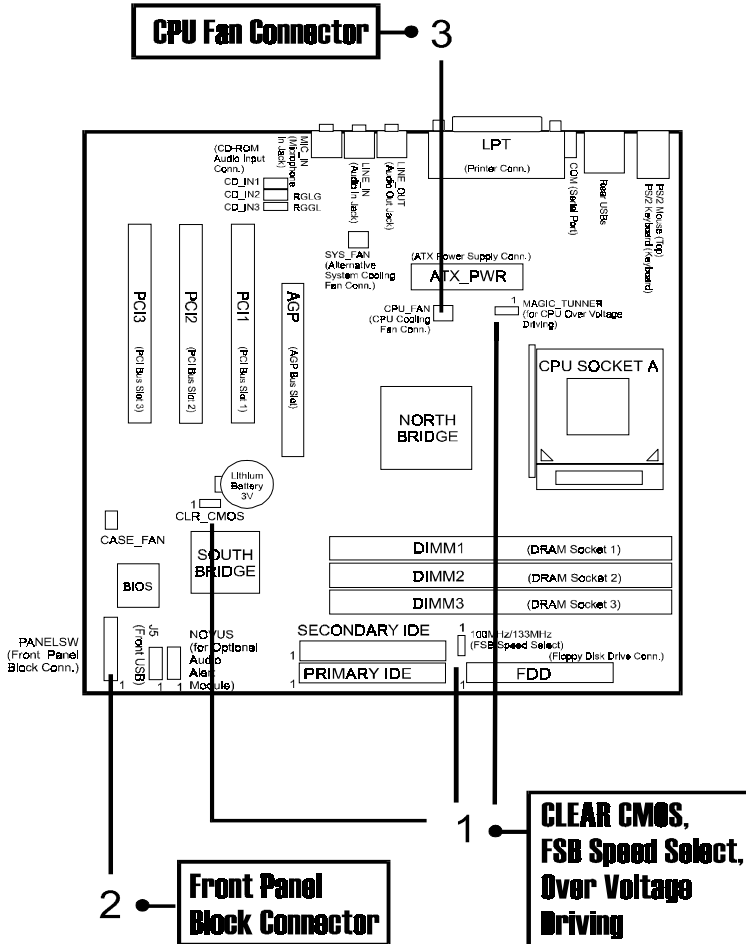 CPU Fan Connector
3
(CD-ROM
Audio Input
Conn.)
CD_IN1
CD_IN2
CD_IN3
RGLG
RGGL
MIC_IN
(Microphone
In Jack)
LINE_IN
(Audio In Jack)
LINE_OUT
(Audio Out Jack)
LPT
(Printer Conn.)
COM (Serial Port)
Rear USBs
PS/2 Mouse (Top)
PS/2 Keyboard (Keyboard)
SYS_FAN
(Alternative
System Cooling
Fan Conn.)
(ATX Power Supply Conn.)
ATX_PWR
CPU_FAN
(CPU Cooling
Fan Conn.)
1
MAGIC_TUNNER
(for CPU Over Voltage
Driving)
PCI3
(PCI Bus Slot 3)
PCI2
(PCI Bus Slot 2)
PCI1
(PCI Bus Slot 1)
AGP
(AGP Bus Slot)
CPU SOCKET A
NORTH
BRIDGE
Lithium
Battery
3V
1
CLR_CMOS
CASE_FAN
SOUTH
BRIDGE
BIOS
DIMM1
(DRAM Socket 1)
DIMM2
(DRAM Socket 2)
DIMM3
(DRAM Socket 3)
PANELSW
(Front Panel
Block Conn.)
1
J5
(Front USB)
1
NOVUS
(for Optional
Audio
Alert
Module)
1
SECONDARY IDE
1
PRIMARY IDE
1
1
100MHz/133MHz
(FSB Speed Select)
(Floppy Disk Drive Conn.)
FDD
1
1
CLEAR CMOS,
FSB Speed Select,
Over Voltage
Driving
2
Front Panel
Block Connector